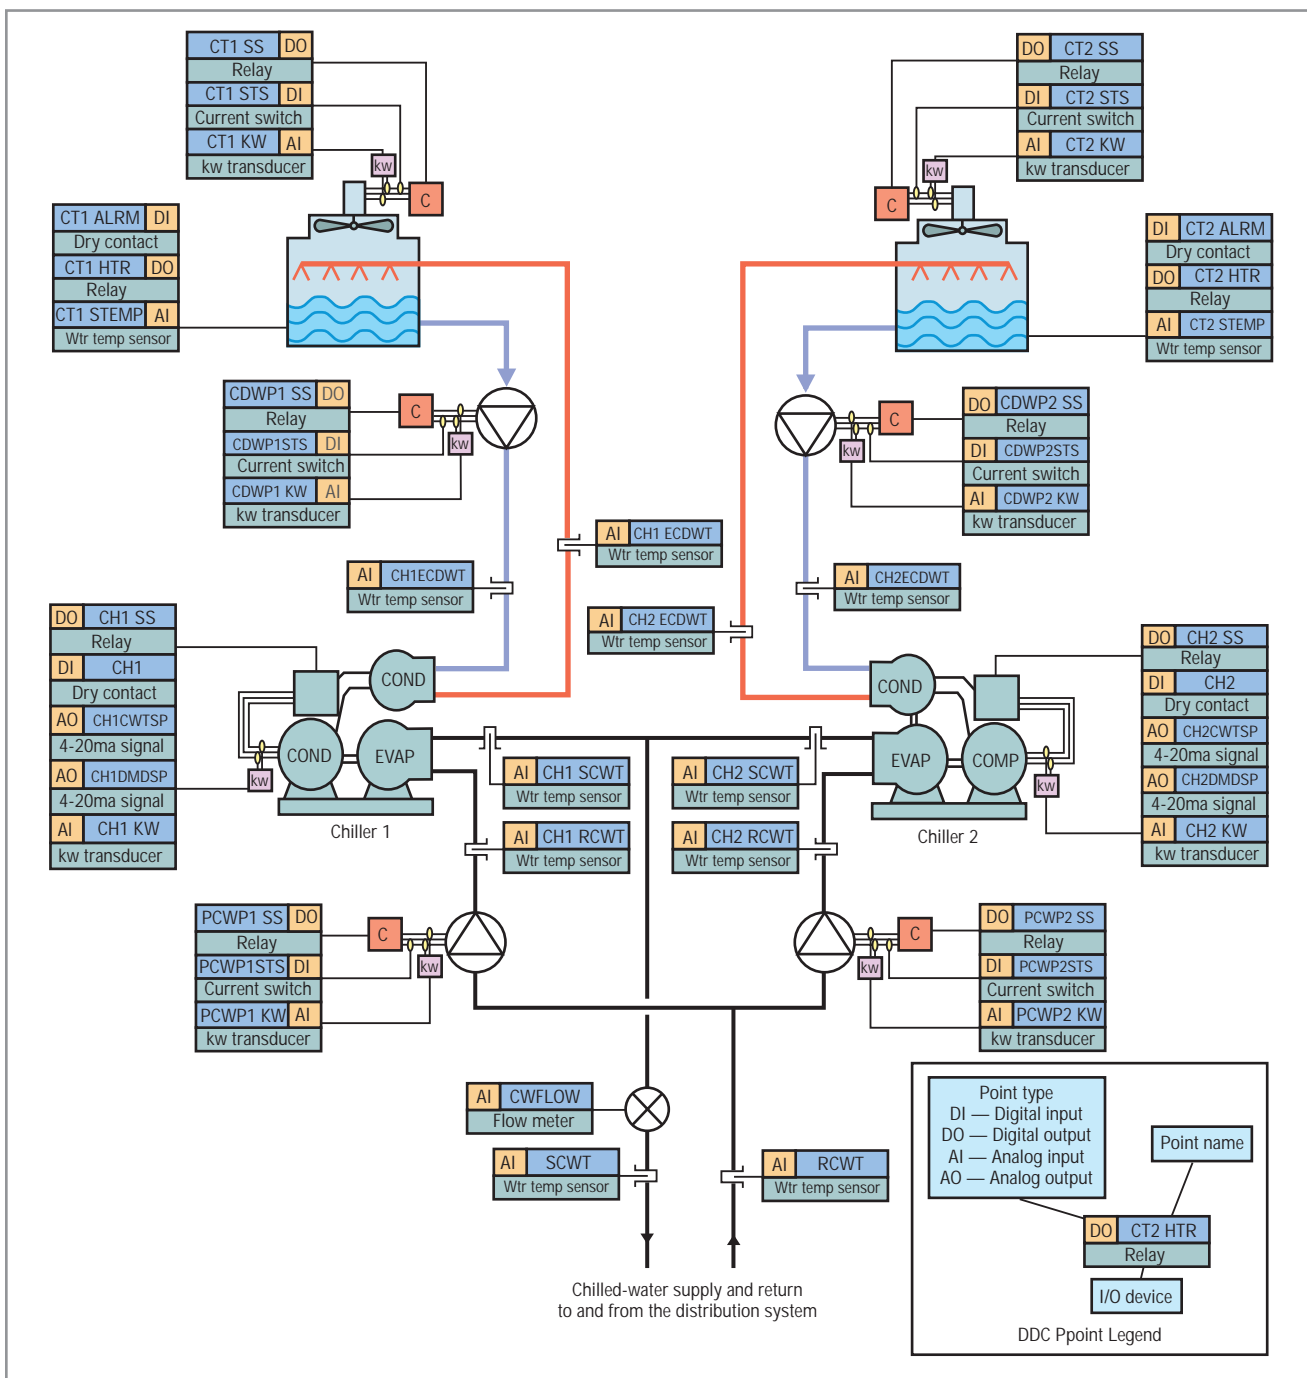 CT1 SS DO
Relay
CT1 STS DI
Current switch
CT1 KW AI
kw transducer
kw
C
DO CT2 SS
Relay
DI CT2 STS
Current switch
AI CT2 KW
kw transducer
kw
C
CT1 ALRM DI
Dry contact
CT1 HTR DO
Relay
CT1 STEMP AI
Wtr temp sensor
DI CT2 ALRM
Dry contact
DO CT2 HTR
Relay
AI CT2 STEMP
Wtr temp sensor
CDWP1 SS DO
Relay
CDWP1STS DI
Current switch
CDWP1 KW AI
kw transducer
C
kw
C
kw
DO CDWP2 SS
Relay
DI CDWP2STS
Current switch
AI CDWP2 KW
kw transducer
AI CH1 ECDWT
Wtr temp sensor
AI CH1ECDWT
Wtr temp sensor
AI CH2ECDWT
Wtr temp sensor
AI CH2 ECDWT
Wtr temp sensor
DO CH1 SS
Relay
DI CH1
Dry contact
AO CH1CWTSP
4-20ma signal
AO CH1DMDSP
4-20ma signal
AI CH1 KW
kw transducer
COND
COND
EVAP
kw
Chiller 1
COND
EVAP
COMP
kw
Chiller 2
DO CH2 SS
Relay
DI CH2
Dry contact
AO CH2CWTSP
4-20ma signal
AO CH2DMDSP
4-20ma signal
AI CH2 KW
kw transducer
AI CH1 SCWT
Wtr temp sensor
AI CH2 SCWT
Wtr temp sensor
AI CH1 RCWT
Wtr temp sensor
AI CH2 RCWT
Wtr temp sensor
PCWP1 SS DO
Relay
PCWP1STS DI
Current switch
PCWP1 KW AI
kw transducer
C
kw
C
kw
DO PCWP2 SS
Relay
DI PCWP2STS
Current switch
AI PCWP2 KW
kw transducer
AI CWFLOW
Flow meter
AI SCWT
Wtr temp sensor
AI RCWT
Wtr temp sensor
Chilled-water supply and return
to and from the distribution system
Point type
DI — Digital input
DO — Digital output
AI — Analog input
AO — Analog output
Point name
DO CT2 HTR
Relay
I/O device
DDC Ppoint Legend